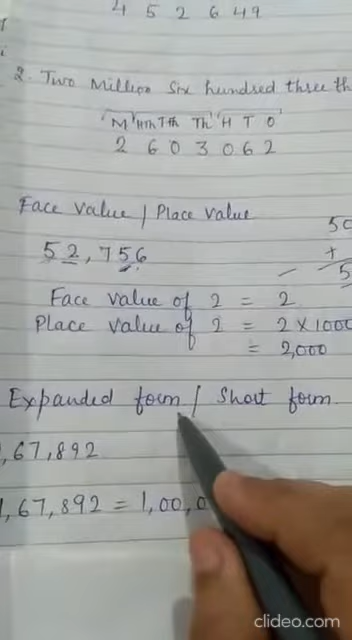 4 5 2 6 4 9
2. Two Million Six hundred three th
M HTh TTh Th H T O
2 6 0 3 0 6 2
Face value / Place value
52,756
Face value of 2 = 2
Place value of 2 = 2 × 1000
= 2,000
Expanded form / Short form
,67,892
1,67,892 = 1,00,0
clideo.com